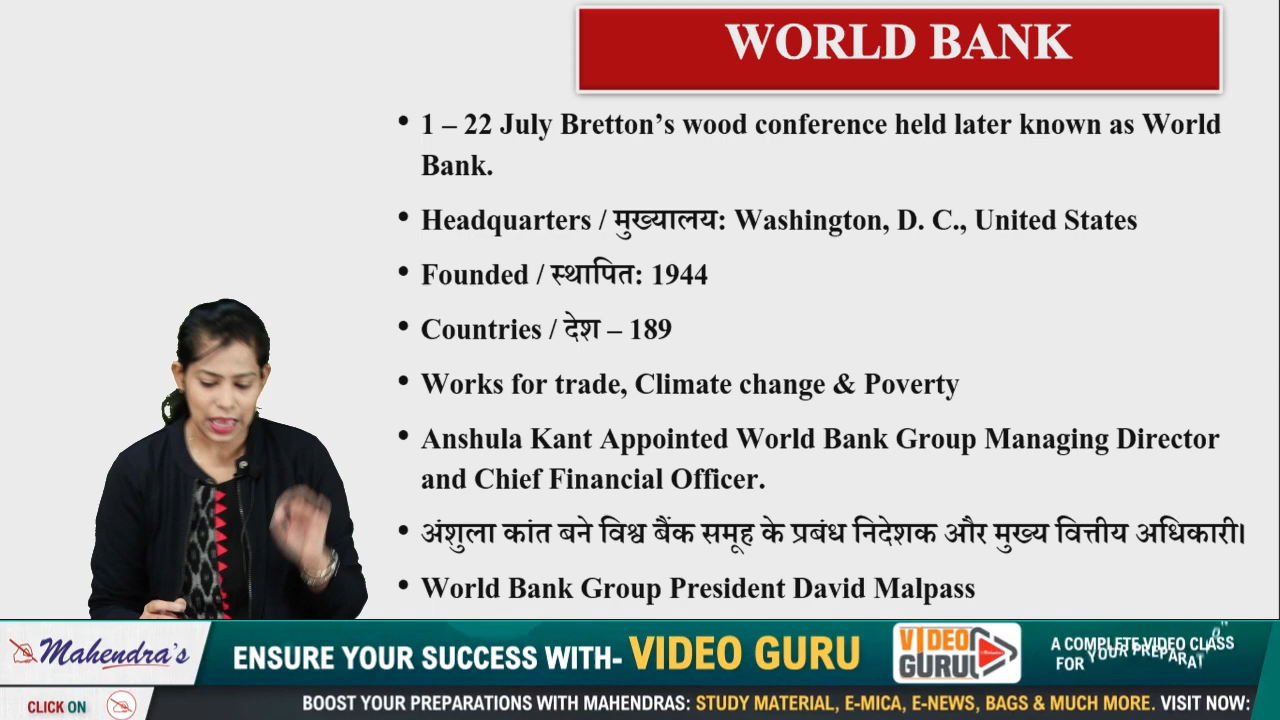 WORLD BANK
• 1 – 22 July Bretton’s wood conference held later known as World
Bank.
• Headquarters / मुख्यालय: Washington, D. C., United States
• Founded / स्थापित: 1944
• Countries / देश – 189
• Works for trade, Climate change & Poverty
• Anshula Kant Appointed World Bank Group Managing Director
and Chief Financial Officer.
• अंशुला कांत बने विश्व बैंक समूह के प्रबंध निदेशक और मुख्य वित्तीय अधिकारी।
• World Bank Group President David Malpass
Mahendra's
ENSURE YOUR SUCCESS WITH- VIDEO GURU
VIDEO
GURU
A COMPLETE VIDEO CLASS
FOR YOUR PREPARAT
CLICK ON
BOOST YOUR PREPARATIONS WITH MAHENDRAS: STUDY MATERIAL, E-MICA, E-NEWS, BAGS & MUCH MORE. VISIT NOW: